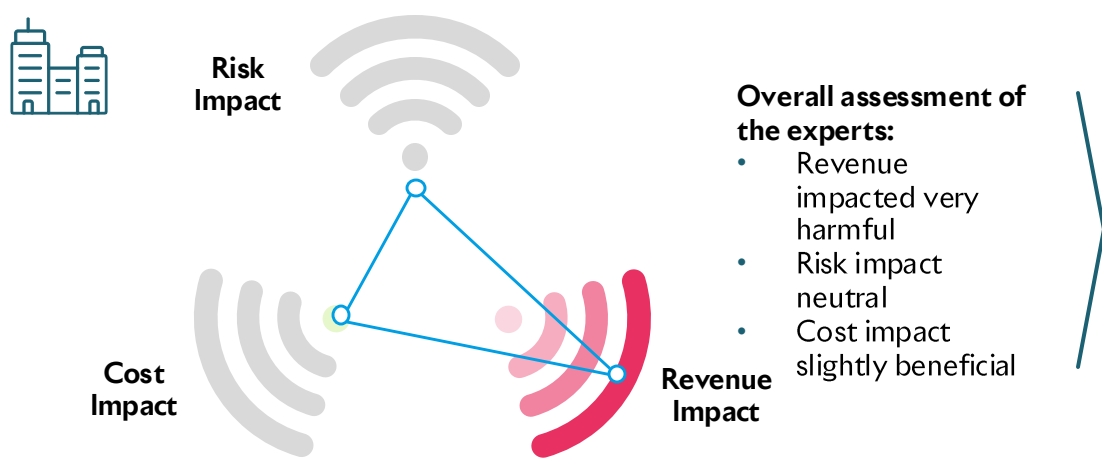 Risk
Impact
Overall assessment of
the experts:
• Revenue
impacted very
harmful
• Risk impact
neutral
• Cost impact
slightly beneficial
Cost
Impact
Revenue
Impact